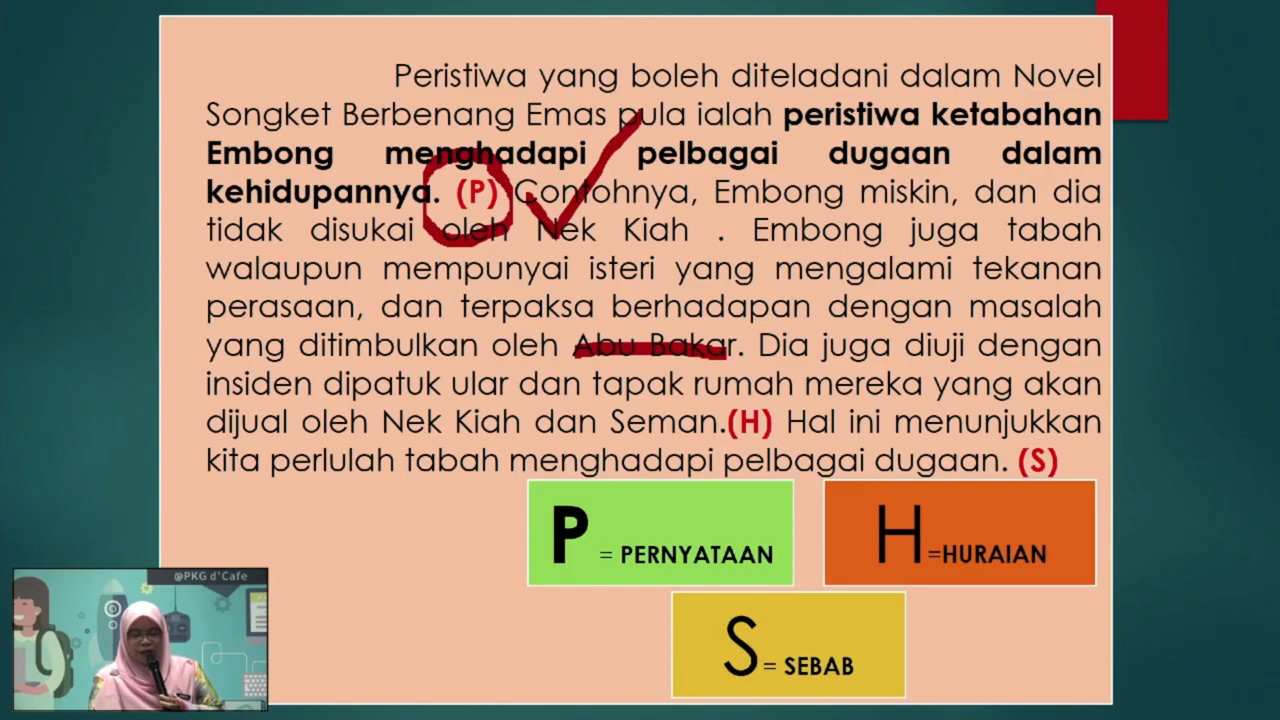 Peristiwa yang boleh diteladani dalam Novel
Songket Berbenang Emas pula ialah peristiwa ketabahan
Embong menghadapi pelbagai dugaan dalam
kehidupannya. (P) Contohnya, Embong miskin, dan dia
tidak disukai oleh Nek Kiah . Embong juga tabah
walaupun mempunyai isteri yang mengalami tekanan
perasaan, dan terpaksa berhadapan dengan masalah
yang ditimbulkan oleh Abu Bakar. Dia juga diuji dengan
insiden dipatuk ular dan tapak rumah mereka yang akan
dijual oleh Nek Kiah dan Seman.(H) Hal ini menunjukkan
kita perlulah tabah menghadapi pelbagai dugaan. (S)
P = PERNYATAAN
H =HURAIAN
S = SEBAB
@PKG d'Cafe